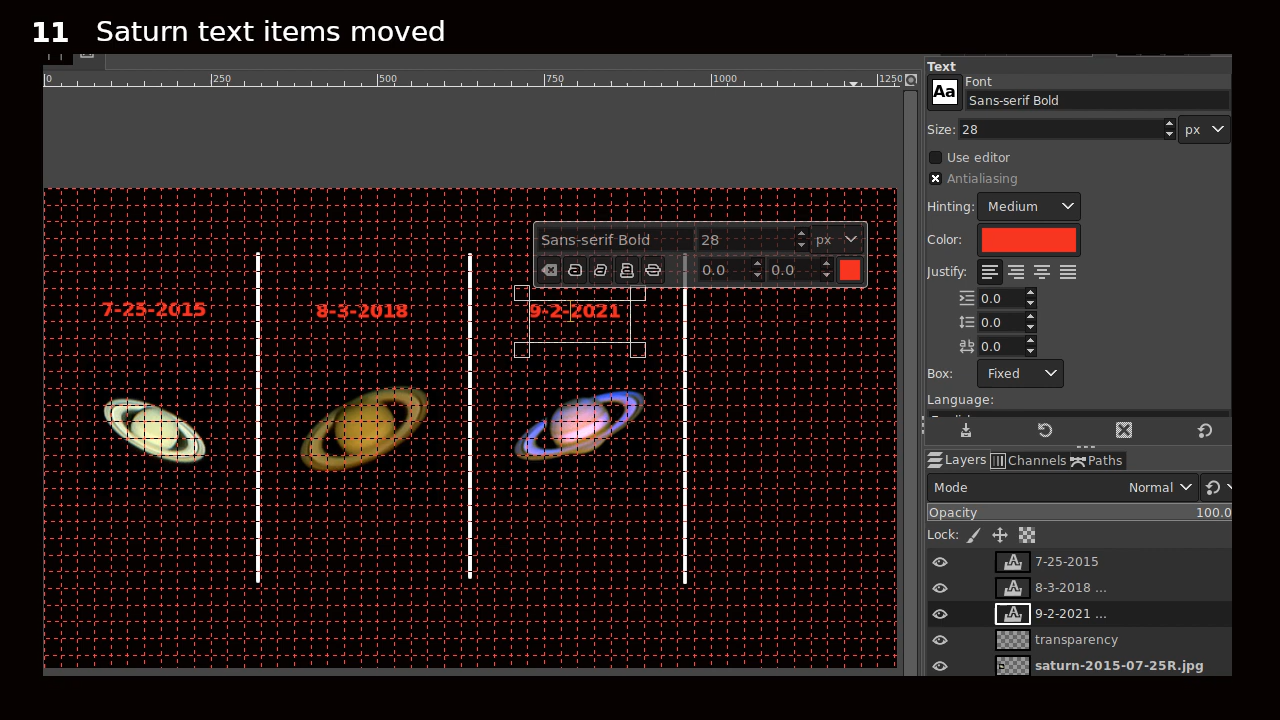 11 Saturn text items moved
0 250 500 750 1000 1250
Text
Aa Font
Sans-serif Bold
Size: 28 px
Use editor
Antialiasing
Hinting: Medium
Color:
Justify:
0.0
0.0
0.0
Box: Fixed
Language:
Sans-serif Bold 28 px
0.0 0.0
7-25-2015 8-3-2018 9-2-2021
Layers Channels Paths
Mode Normal
Opacity 100.0
Lock:
7-25-2015
8-3-2018 ...
9-2-2021 ...
transparency
saturn-2015-07-25R.jpg